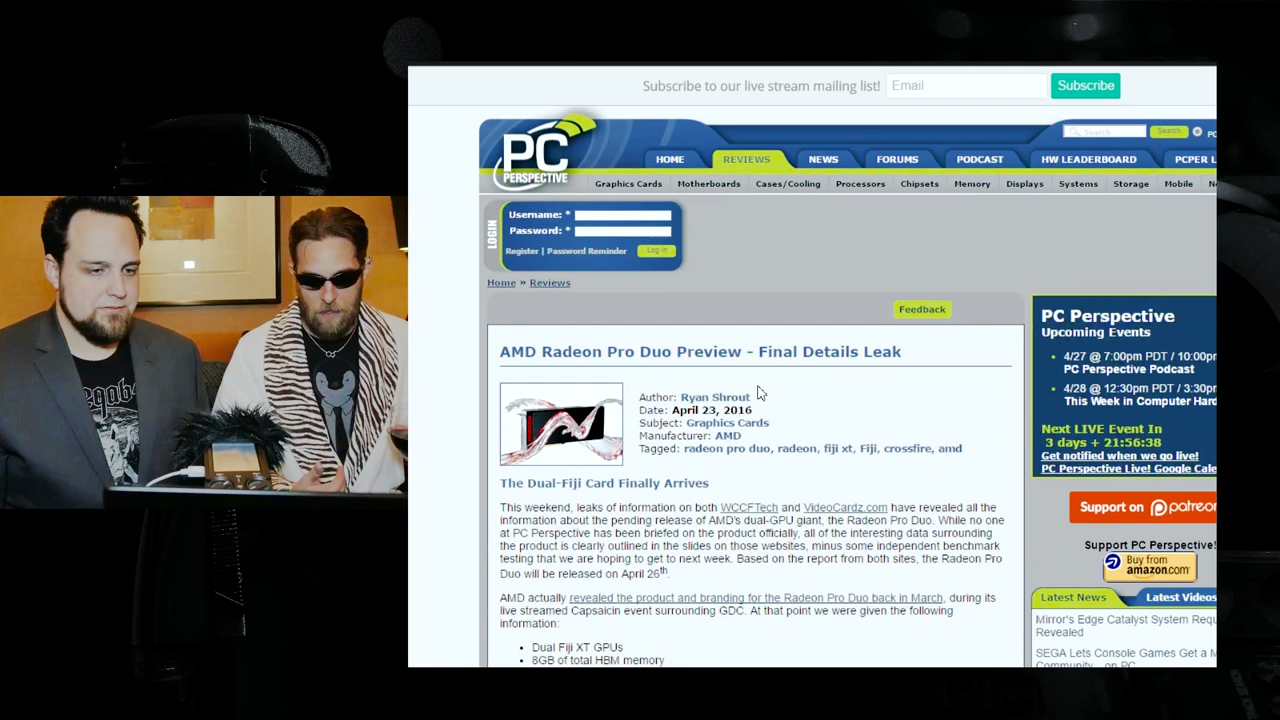 Subscribe to our live stream mailing list! Email Subscribe
PC PERSPECTIVE
Search Search
HOME REVIEWS NEWS FORUMS PODCAST HW LEADERBOARD PCPER L
Graphics Cards Motherboards Cases/Cooling Processors Chipsets Memory Displays Systems Storage Mobile
LOGIN
Username: *
Password: *
Register | Password Reminder Log in
Home » Reviews
Feedback
AMD Radeon Pro Duo Preview - Final Details Leak
Author: Ryan Shrout
Date: April 23, 2016
Subject: Graphics Cards
Manufacturer: AMD
Tagged: radeon pro duo, radeon, fiji xt, Fiji, crossfire, amd
The Dual-Fiji Card Finally Arrives
This weekend, leaks of information on both WCCFTech and VideoCardz.com have revealed all the
information about the pending release of AMD's dual-GPU giant, the Radeon Pro Duo. While no one
at PC Perspective has been briefed on the product officially, all of the interesting data surrounding
the product is clearly outlined in the slides on those websites, minus some independent benchmark
testing that we are hoping to get to next week. Based on the report from both sites, the Radeon Pro
Duo will be released on April 26th.
AMD actually revealed the product and branding for the Radeon Pro Duo back in March, during its
live streamed Capsaicin event surrounding GDC. At that point we were given the following
information:
• Dual Fiji XT GPUs
• 8GB of total HBM memory
PC Perspective
Upcoming Events
• 4/27 @ 7:00pm PDT / 10:00p
PC Perspective Podcast
• 4/28 @ 12:30pm PDT / 3:30p
This Week in Computer Hard
Next LIVE Event In
3 days + 21:56:38
Get notified when we go live!
PC Perspective Live! Google Cale
Support on patreo
Support PC Perspective!
Buy from
amazon.com
Latest News Latest Videos
Mirror's Edge Catalyst System Requ
Revealed
SEGA Lets Console Games Get a M
Community... on PC